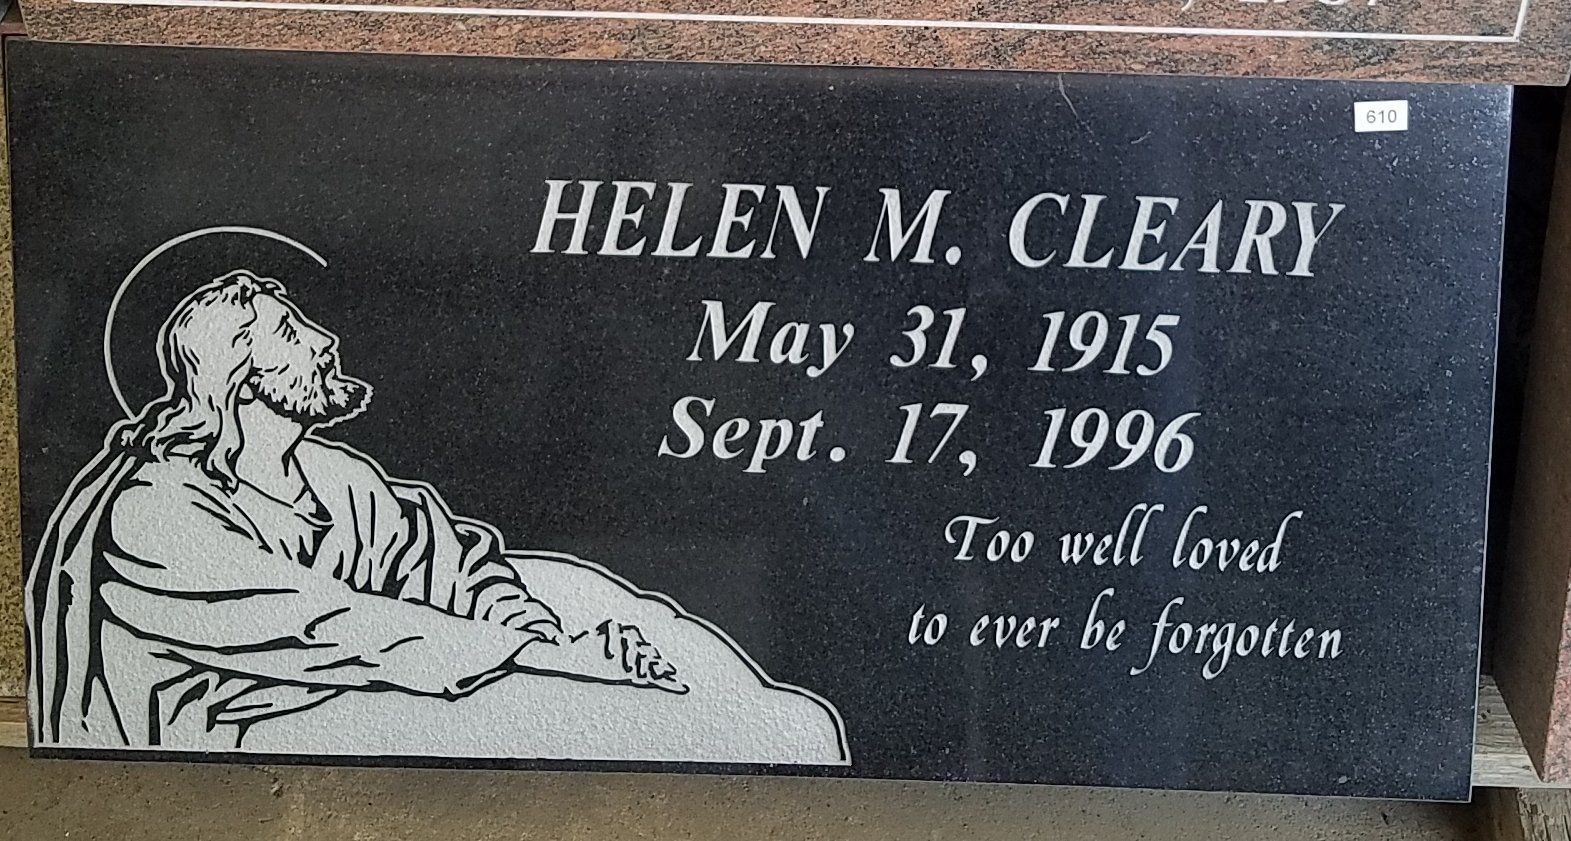 610
HELEN M. CLEARY
May 31, 1915
Sept. 17, 1996
Too well loved
to ever be forgotten